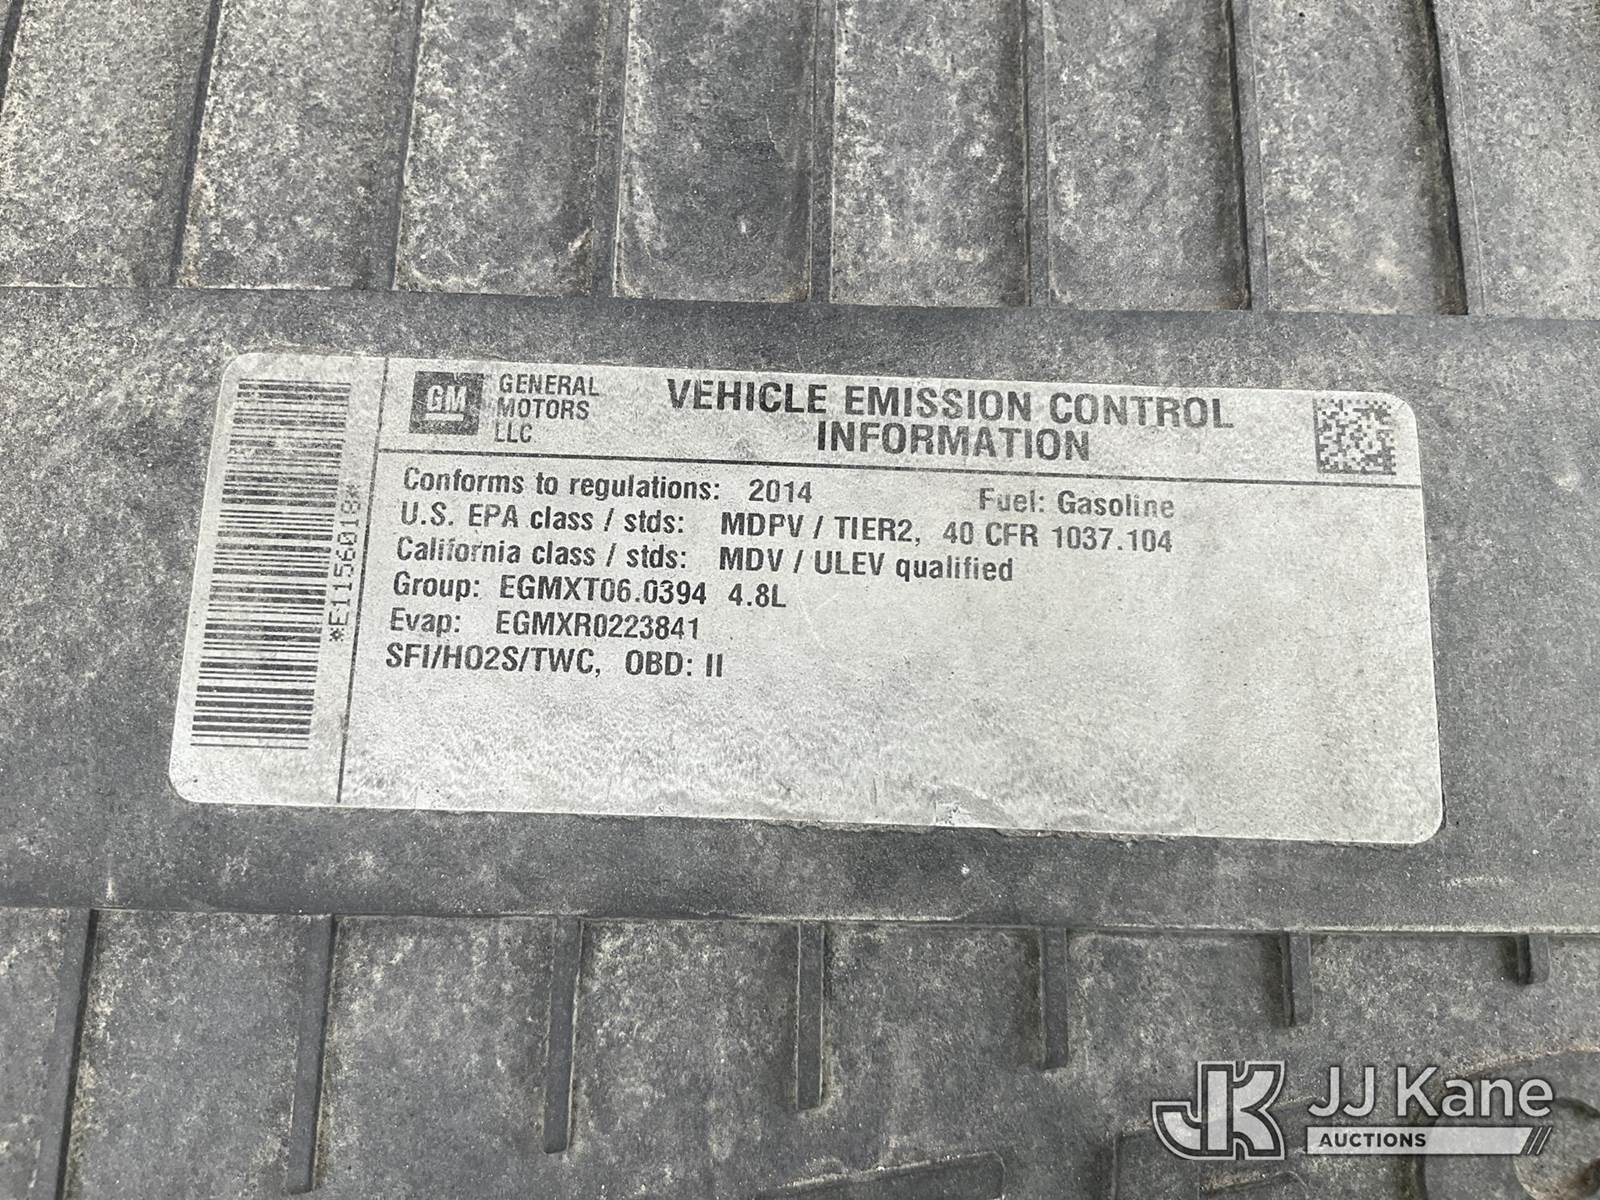 GM GENERAL MOTORS LLC
VEHICLE EMISSION CONTROL
INFORMATION
Conforms to regulations: 2014 Fuel: Gasoline
U.S. EPA class / stds: MDPV / TIER2, 40 CFR 1037.104
California class / stds: MDV / ULEV qualified
Group: EGMXT06.0394 4.8L
Evap: EGMXR0223841
SFI/HO2S/TWC, OBD: II
*E1156018*
JK JJ Kane
AUCTIONS